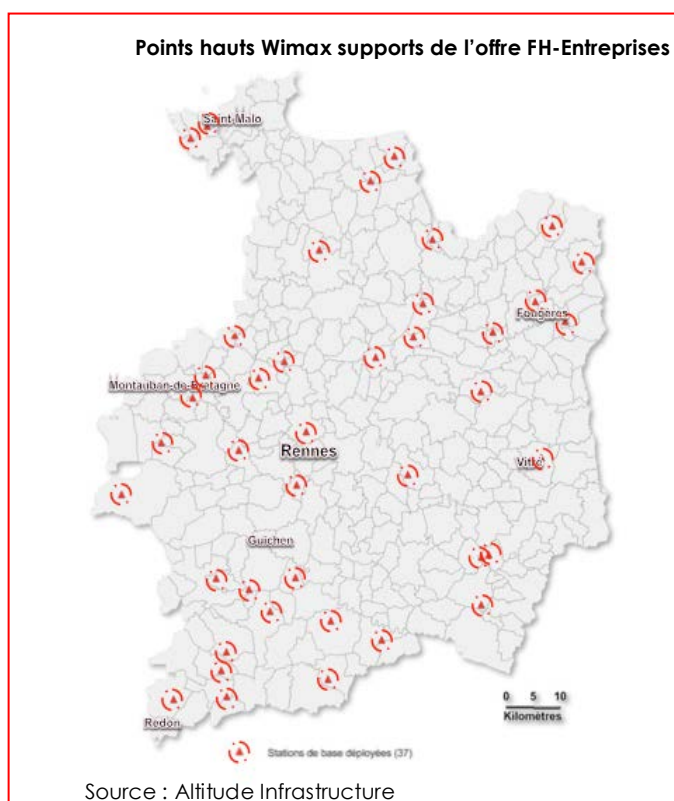 Points hauts Wimax supports de l’offre FH-Entreprises
Saint-Malo
Fougères
Montauban-de-Bretagne
Rennes
Vitré
Guichen
0 5 10
Kilomètres
Redon
Stations de base déployées (37)
Source : Altitude Infrastructure